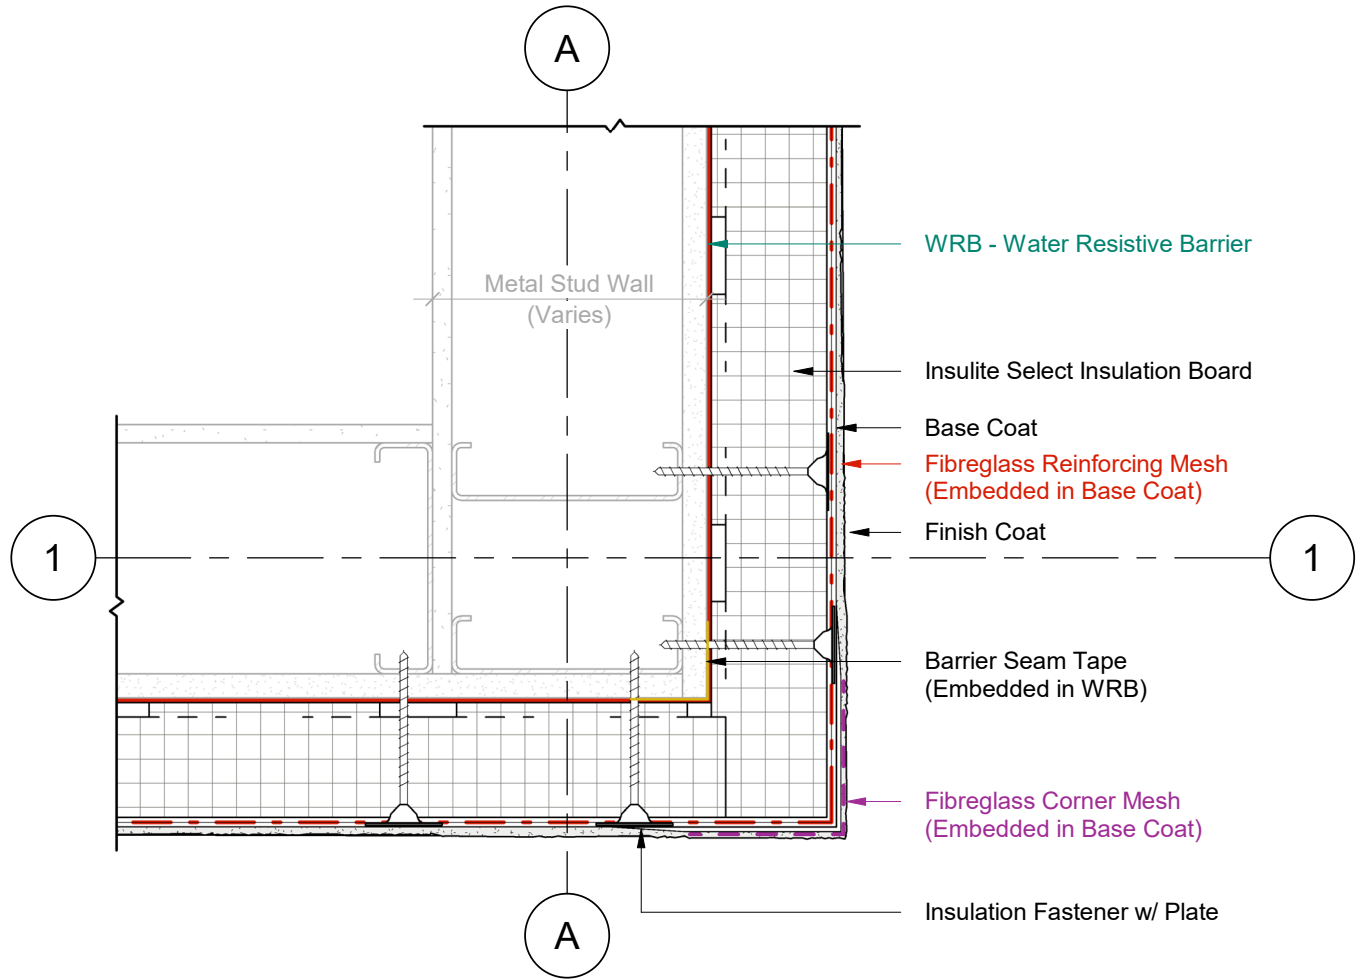 A
WRB - Water Resistive Barrier
Metal Stud Wall
(Varies)
Insulite Select Insulation Board
Base Coat
Fibreglass Reinforcing Mesh
(Embedded in Base Coat)
Finish Coat
1
1
Barrier Seam Tape
(Embedded in WRB)
Fibreglass Corner Mesh
(Embedded in Base Coat)
Insulation Fastener w/ Plate
A